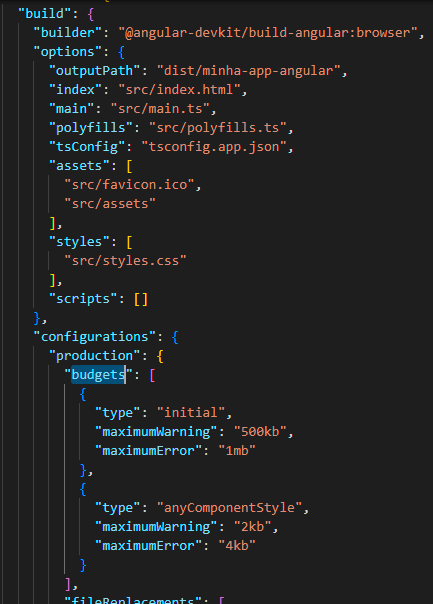 "build": {
"builder": "@angular-devkit/build-angular:browser",
"options": {
"outputPath": "dist/minha-app-angular",
"index": "src/index.html",
"main": "src/main.ts",
"polyfills": "src/polyfills.ts",
"tsConfig": "tsconfig.app.json",
"assets": [
"src/favicon.ico",
"src/assets"
],
"styles": [
"src/styles.css"
],
"scripts": []
},
"configurations": {
"production": {
"budgets": [
{
"type": "initial",
"maximumWarning": "500kb",
"maximumError": "1mb"
},
{
"type": "anyComponentStyle",
"maximumWarning": "2kb",
"maximumError": "4kb"
}
],
"fileReplacements": [